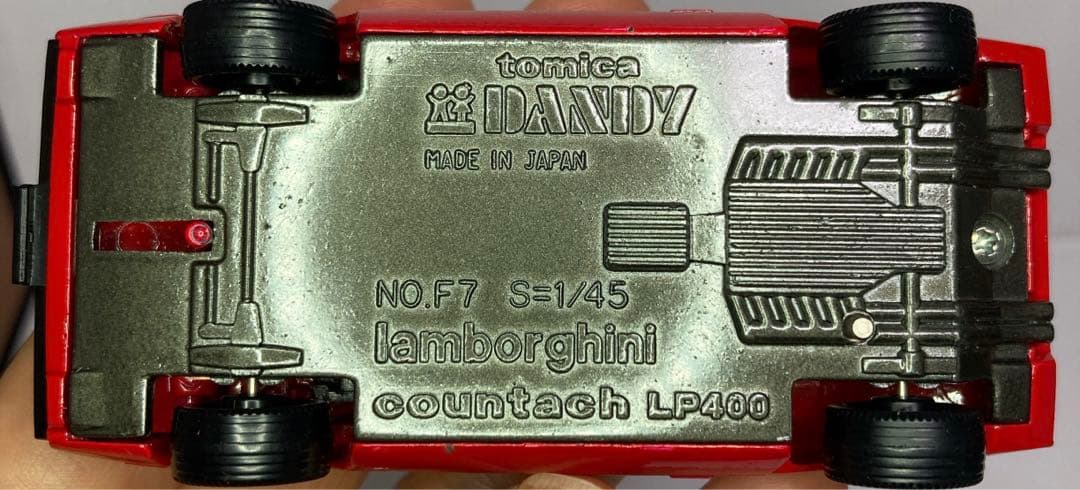 tomica
DANDY
MADE IN JAPAN
NO.F7 S=1/45
lamborghini
countach LP400